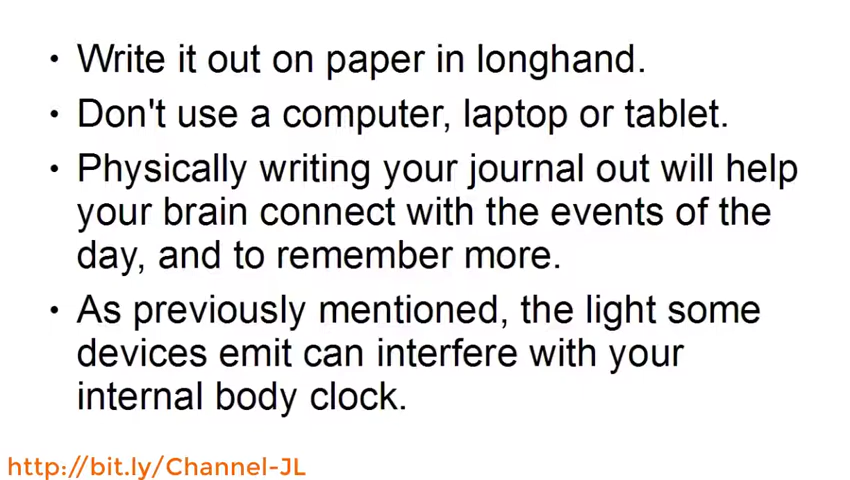 • Write it out on paper in longhand.
• Don't use a computer, laptop or tablet.
• Physically writing your journal out will help
your brain connect with the events of the
day, and to remember more.
• As previously mentioned, the light some
devices emit can interfere with your
internal body clock.
http://bit.ly/Channel-JL